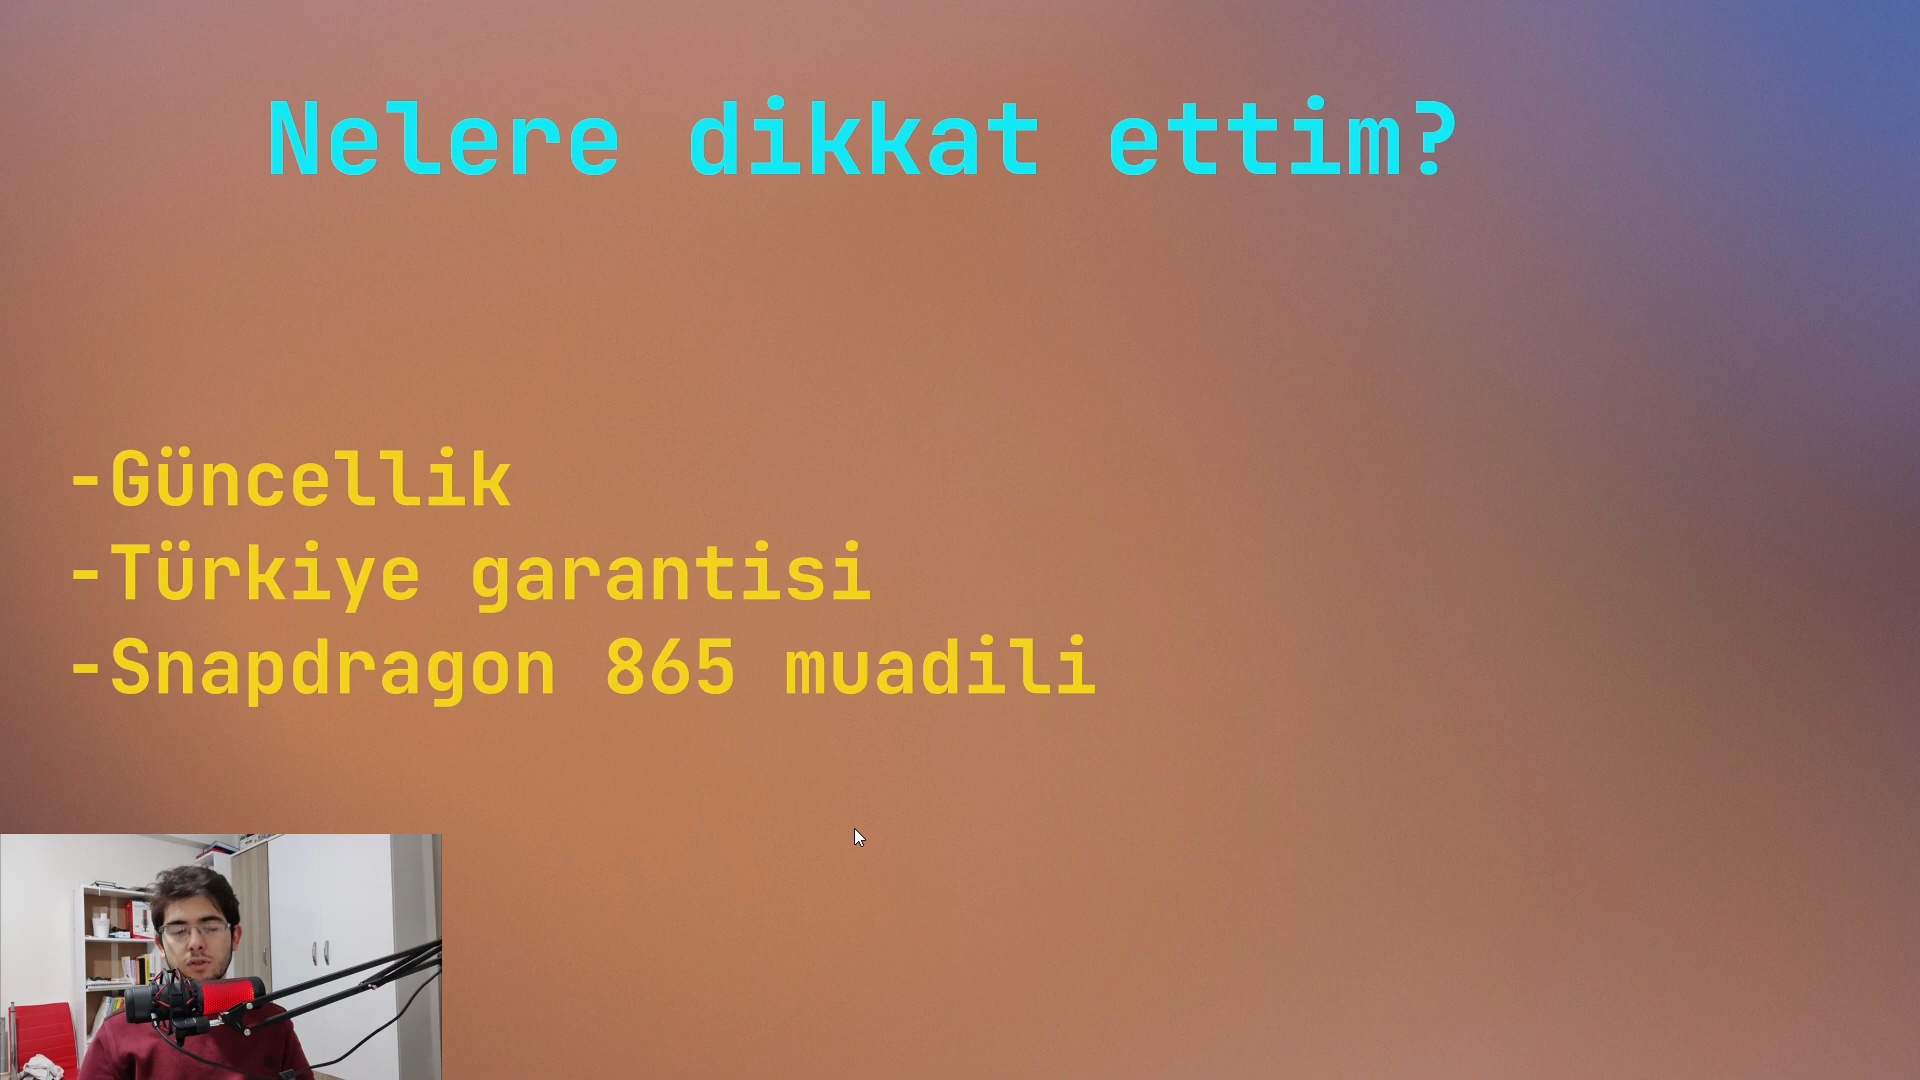 Nelere dikkat ettim?
-Güncellik
-Türkiye garantisi
-Snapdragon 865 muadili